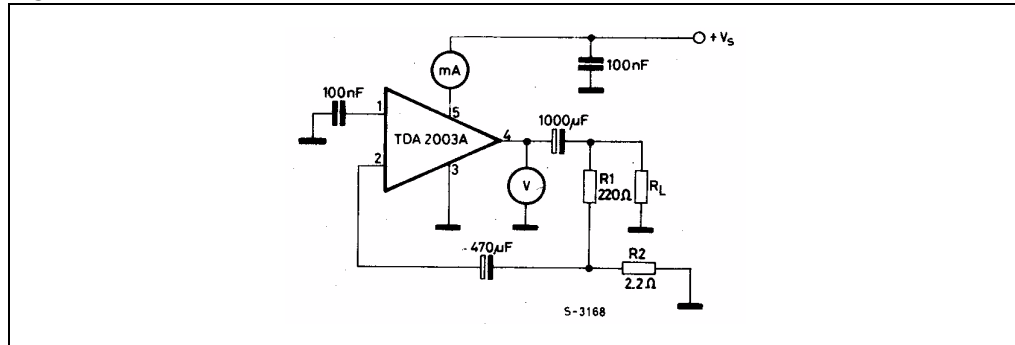 + Vs
mA
100nF
100nF
1
5
1000µF
TDA 2003A
4
2
3
V
R1
220Ω
RL
470µF
R2
2.2Ω
S-3168